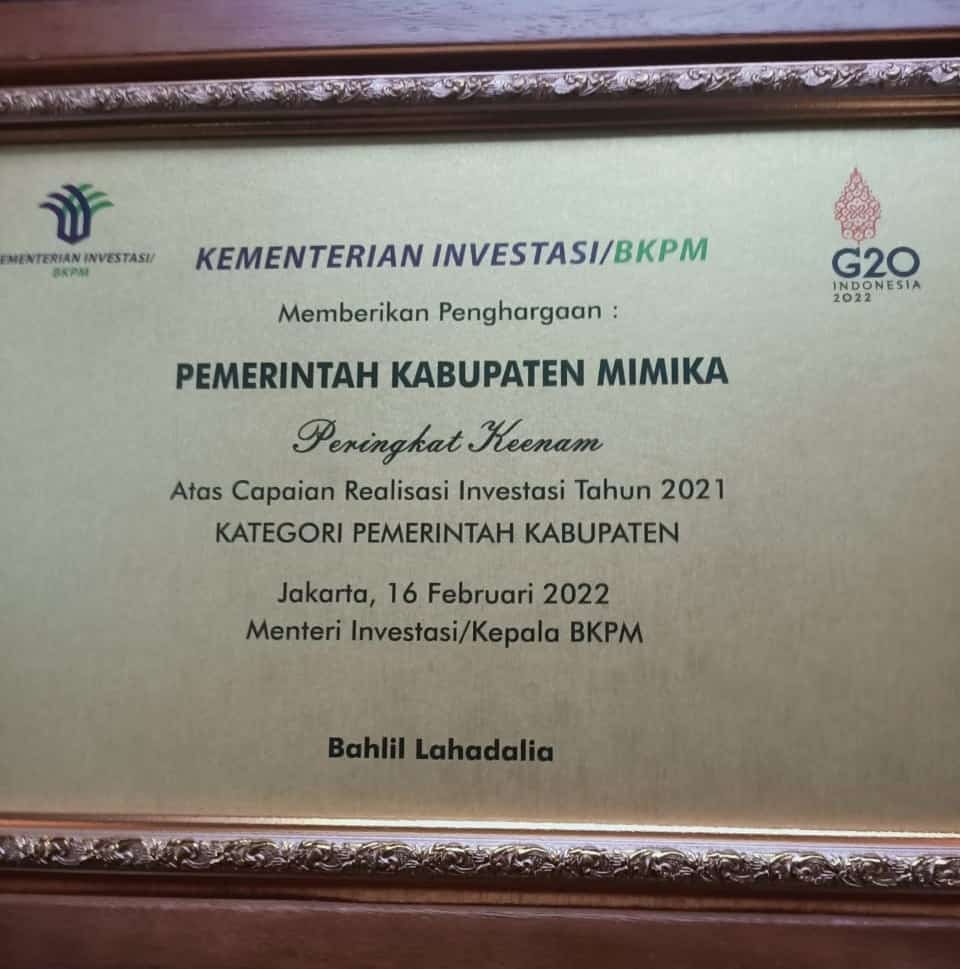 KEMENTERIAN INVESTASI/
BKPM
KEMENTERIAN INVESTASI/BKPM
G20
INDONESIA
2022
Memberikan Penghargaan :
PEMERINTAH KABUPATEN MIMIKA
Peringkat Keenam
Atas Capaian Realisasi Investasi Tahun 2021
KATEGORI PEMERINTAH KABUPATEN
Jakarta, 16 Februari 2022
Menteri Investasi/Kepala BKPM
Bahlil Lahadalia